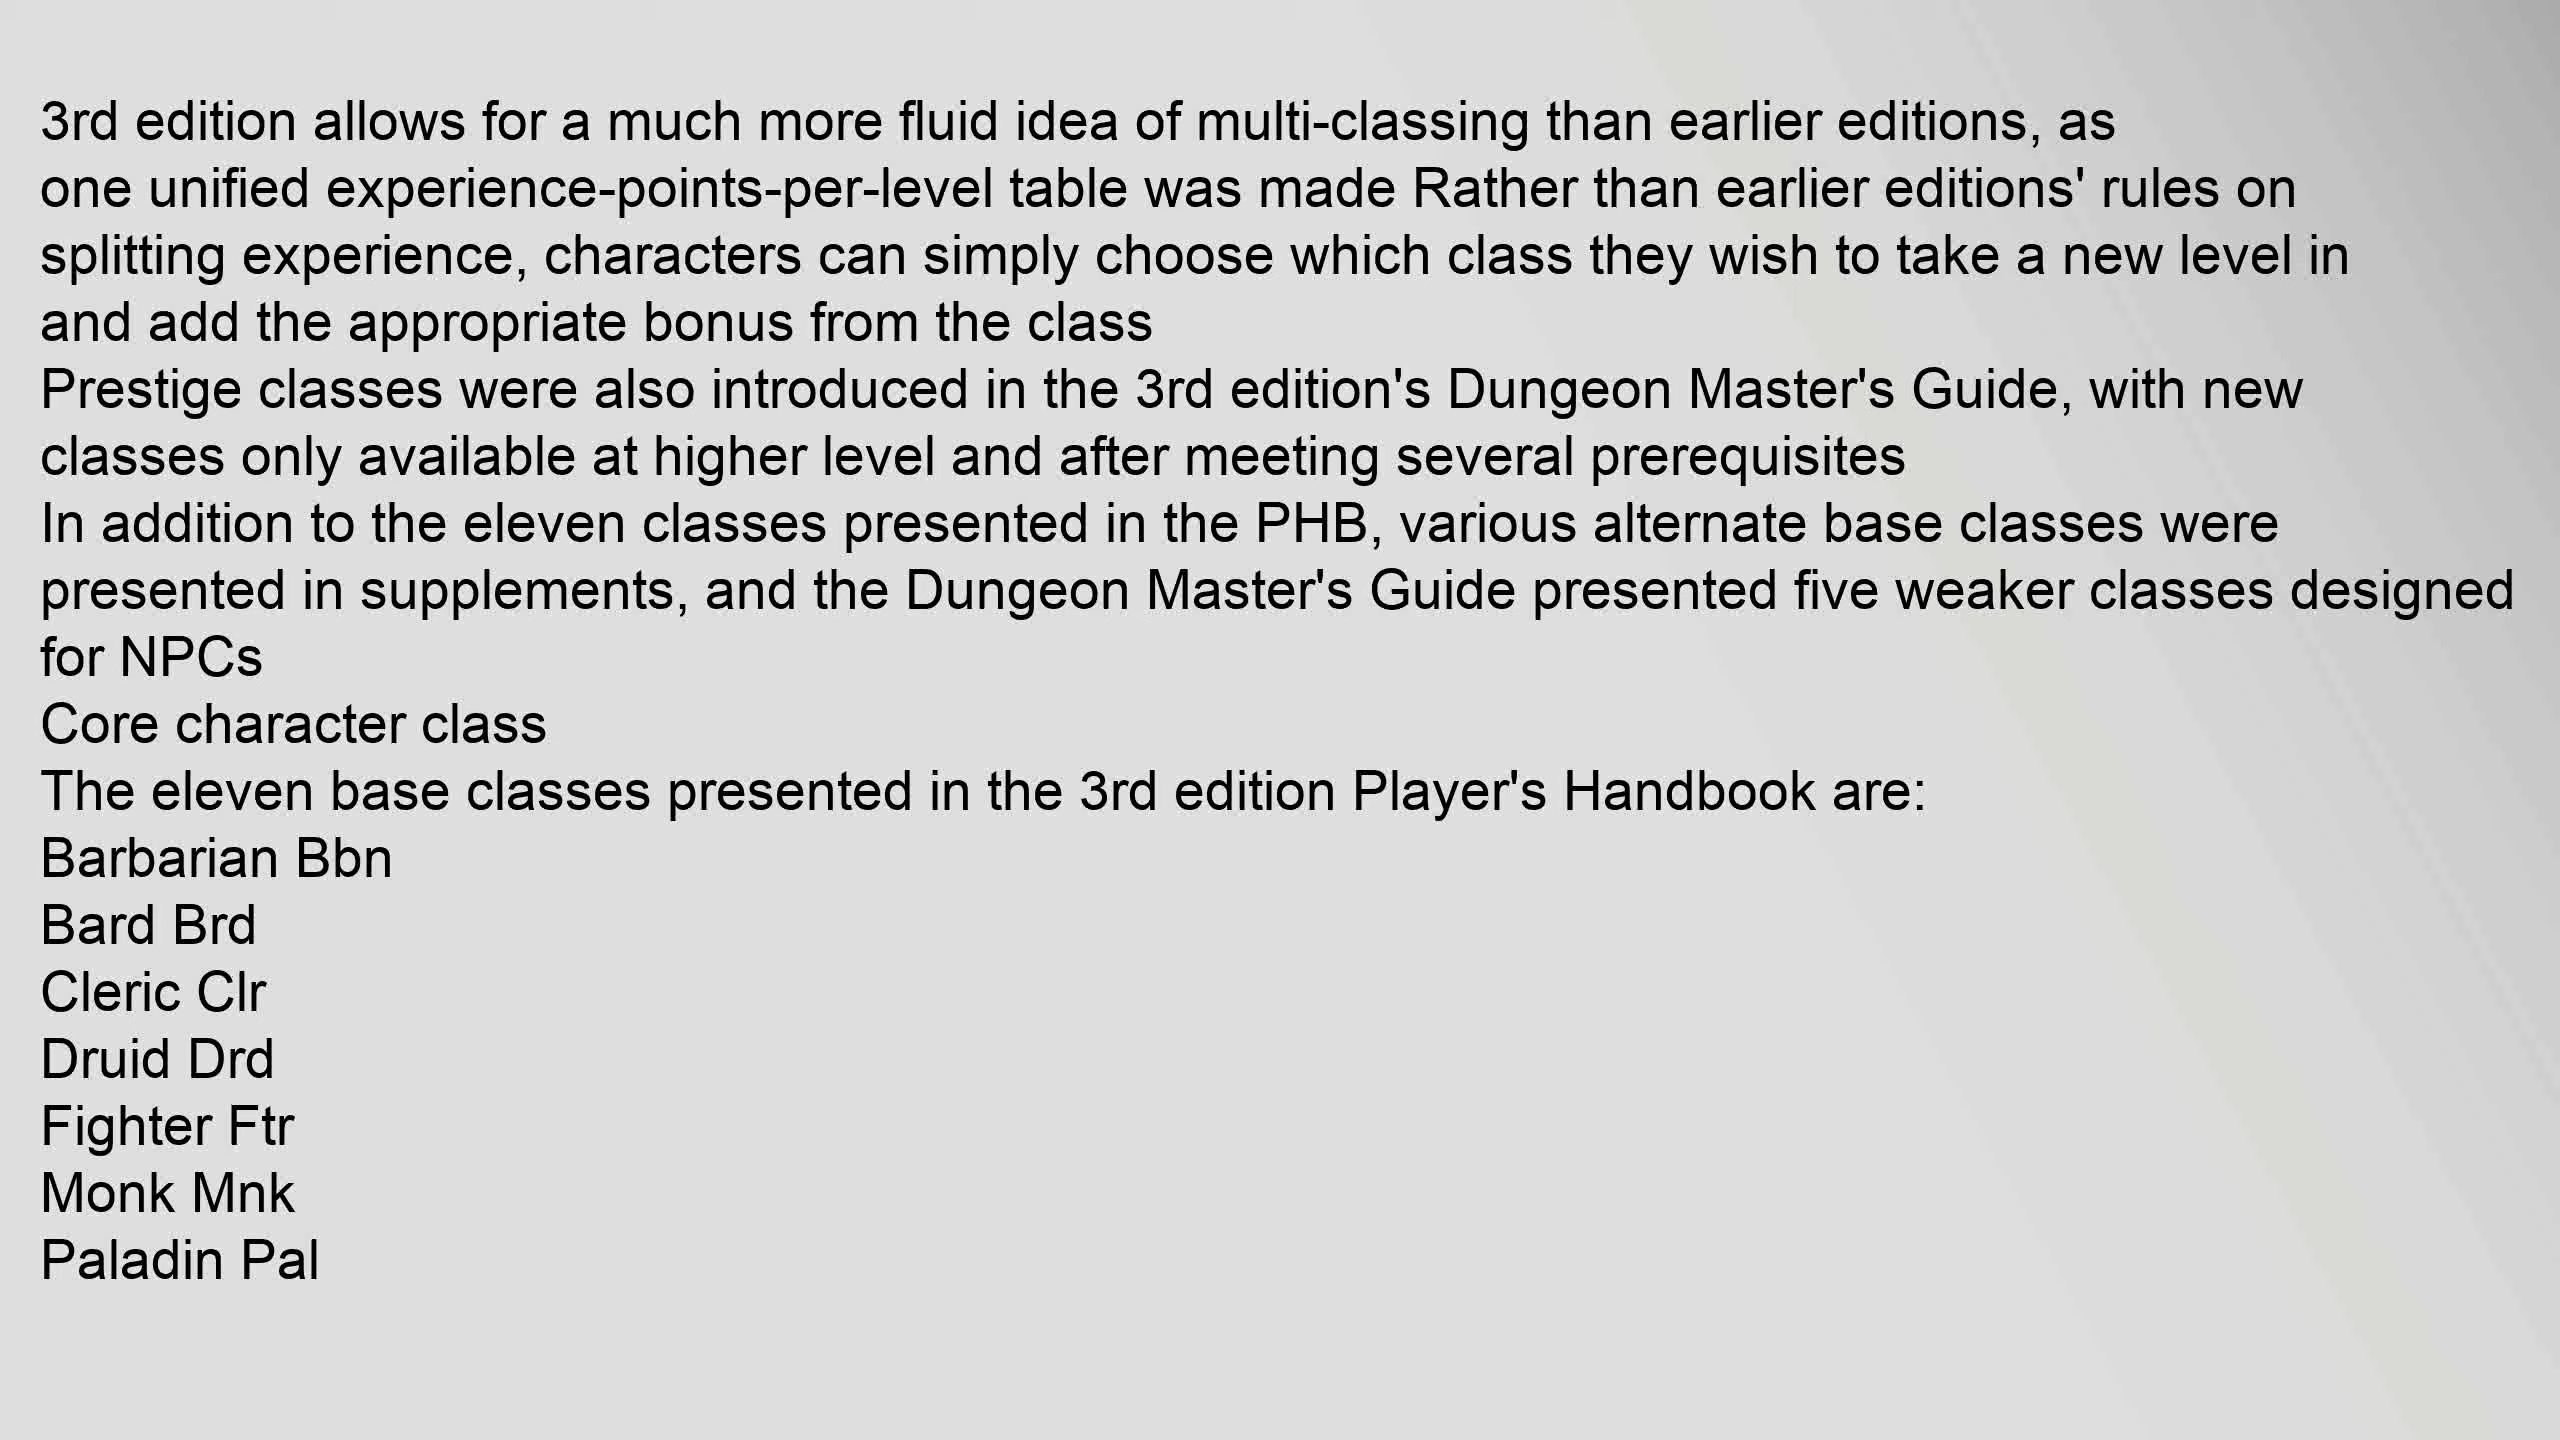 3rd edition allows for a much more fluid idea of multi-classing than earlier editions, as
one unified experience-points-per-level table was made Rather than earlier editions' rules on
splitting experience, characters can simply choose which class they wish to take a new level in
and add the appropriate bonus from the class
Prestige classes were also introduced in the 3rd edition's Dungeon Master's Guide, with new
classes only available at higher level and after meeting several prerequisites
In addition to the eleven classes presented in the PHB, various alternate base classes were
presented in supplements, and the Dungeon Master's Guide presented five weaker classes designed
for NPCs
Core character class
The eleven base classes presented in the 3rd edition Player's Handbook are:
Barbarian Bbn
Bard Brd
Cleric Clr
Druid Drd
Fighter Ftr
Monk Mnk
Paladin Pal